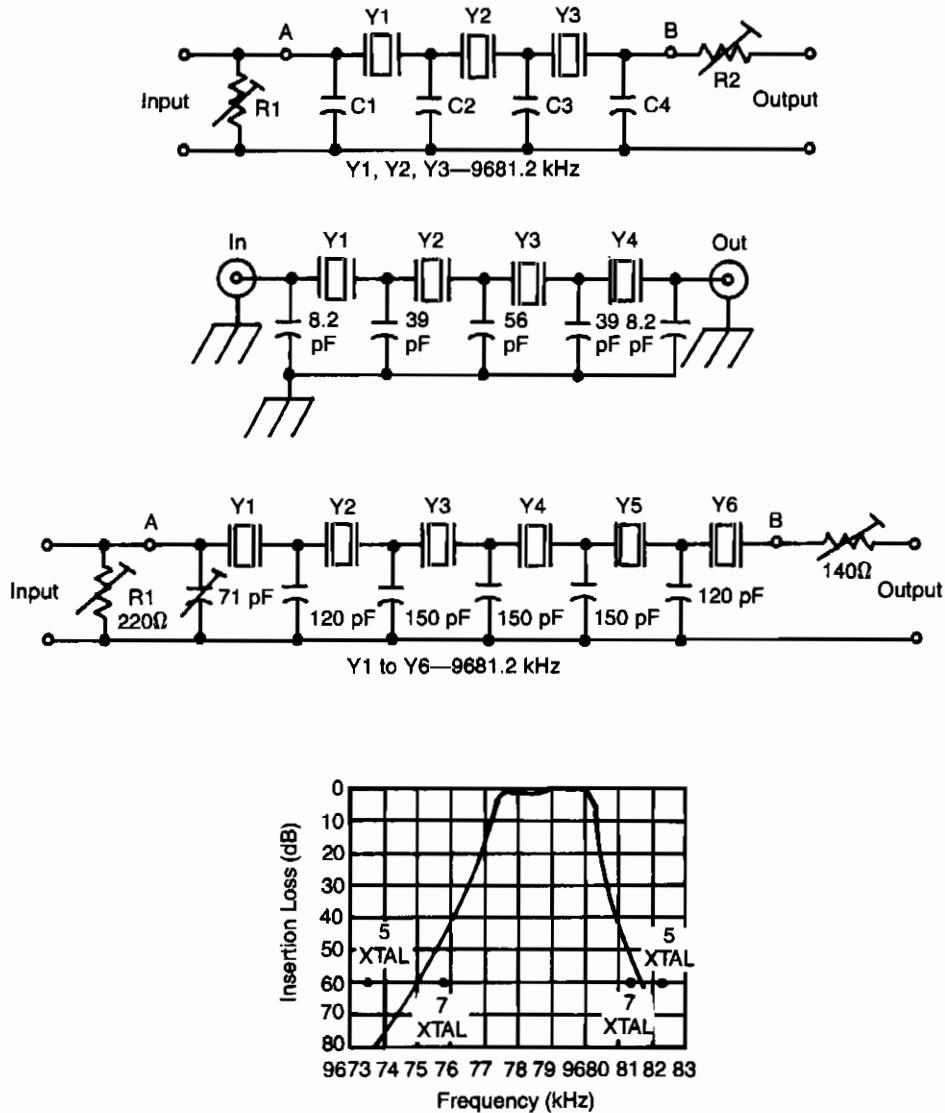 A Y1 Y2 Y3 B
Input R1 C1 C2 C3 C4 R2 Output
Y1, Y2, Y3—9681.2 kHz
In Y1 Y2 Y3 Y4 Out
8.2 pF 39 pF 56 pF 39 pF 8.2 pF
A Y1 Y2 Y3 Y4 Y5 Y6 B
Input R1 220Ω 71 pF 120 pF 150 pF 150 pF 150 pF 120 pF 140Ω Output
Y1 to Y6—9681.2 kHz
Insertion Loss (dB)
0
10
20
30
40
50
60
70
80
5 XTAL
5 XTAL
7 XTAL
7 XTAL
9673 74 75 76 77 78 79 9680 81 82 83
Frequency (kHz)